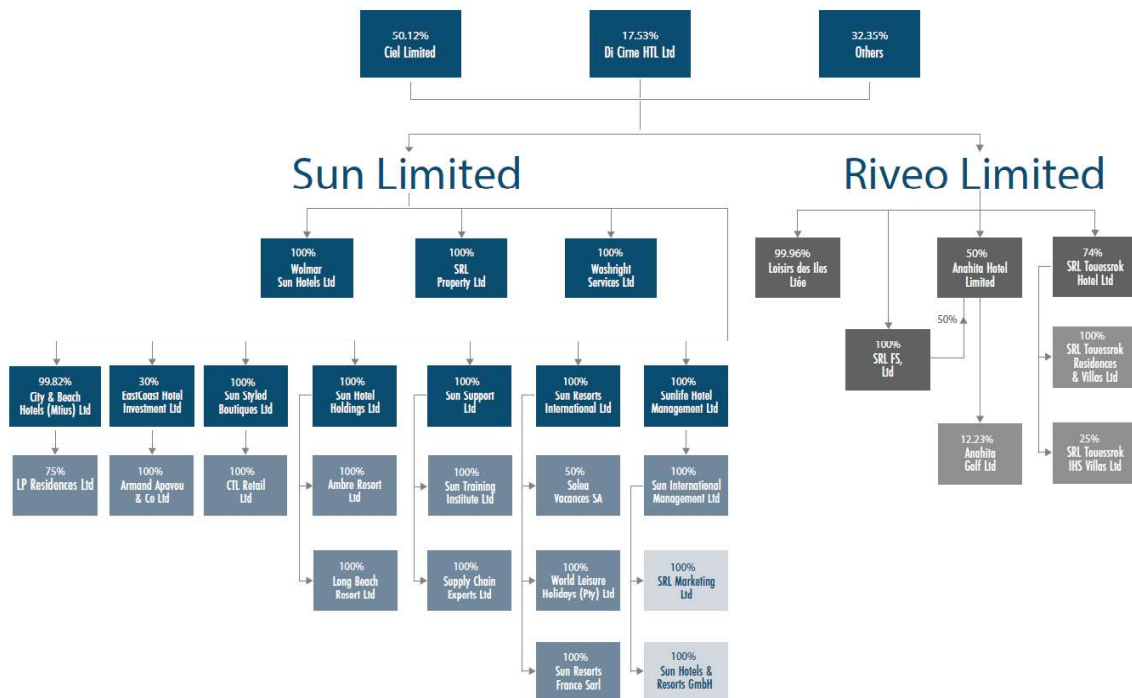 50.12%
Ciel Limited
17.53%
Di Cirne HTL Ltd
32.35%
Others
Sun Limited
Riveo Limited
100%
Wolmar
Sun Hotels Ltd
100%
SRL
Property Ltd
100%
Washright
Services Ltd
99.96%
Loisirs des Iles
Ltée
50%
Anahita Hotel
Limited
74%
SRL Touessrok
Hotel Ltd
50%
100%
SRL FS,
Ltd
100%
SRL Touessrok
Residences
& Villas Ltd
12.23%
Anahita
Golf Ltd
25%
SRL Touessrok
IHS Villas Ltd
99.82%
City & Beach
Hotels (Mtius) Ltd
30%
EastCoast Hotel
Investment Ltd
100%
Sun Styled
Boutiques Ltd
100%
Sun Hotel
Holdings Ltd
100%
Sun Support
Ltd
100%
Sun Resorts
International Ltd
100%
Sunlife Hotel
Management Ltd
75%
LP Residences Ltd
100%
Armand Apavou
& Co Ltd
100%
CTL Retail
Ltd
100%
Ambre Resort
Ltd
100%
Sun Training
Institute Ltd
50%
Solea
Vacances SA
100%
Sun International
Management Ltd
100%
Long Beach
Resort Ltd
100%
Supply Chain
Experts Ltd
100%
World Leisure
Holidays (Pty) Ltd
100%
SRL Marketing
Ltd
100%
Sun Resorts
France Sarl
100%
Sun Hotels &
Resorts GmbH